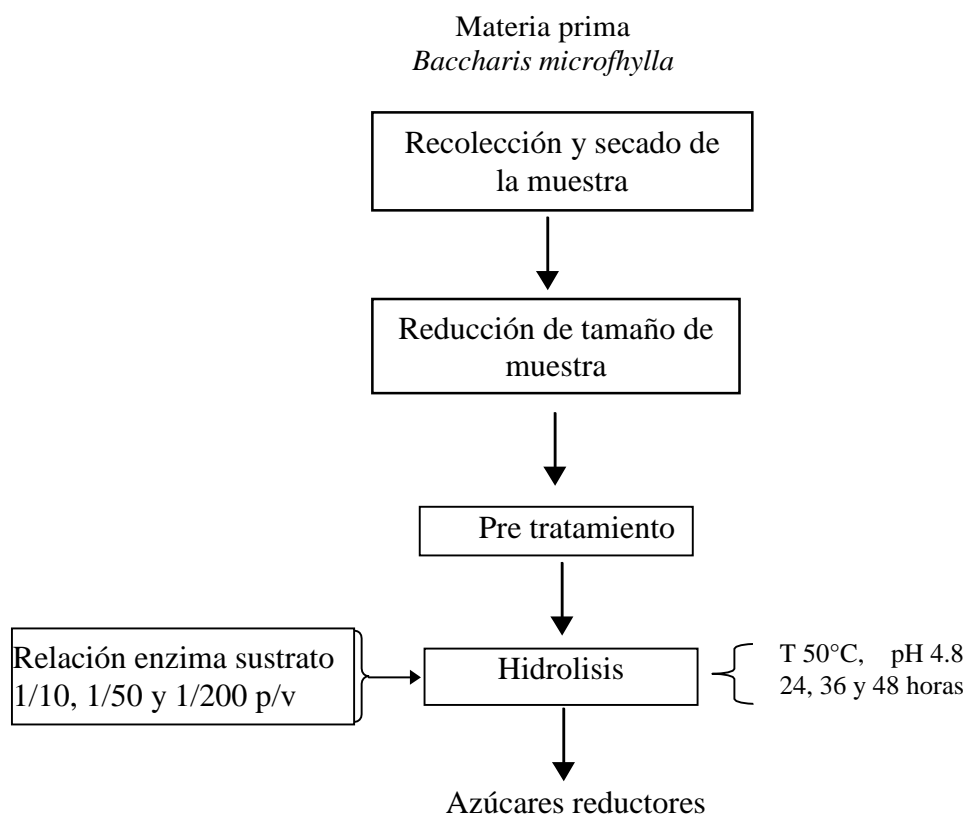 Materia prima
Baccharis microfhylla
Recolección y secado de
la muestra
Reducción de tamaño de
muestra
Pre tratamiento
Relación enzima sustrato
1/10, 1/50 y 1/200 p/v
Hidrolisis
T 50°C, pH 4.8
24, 36 y 48 horas
Azúcares reductores